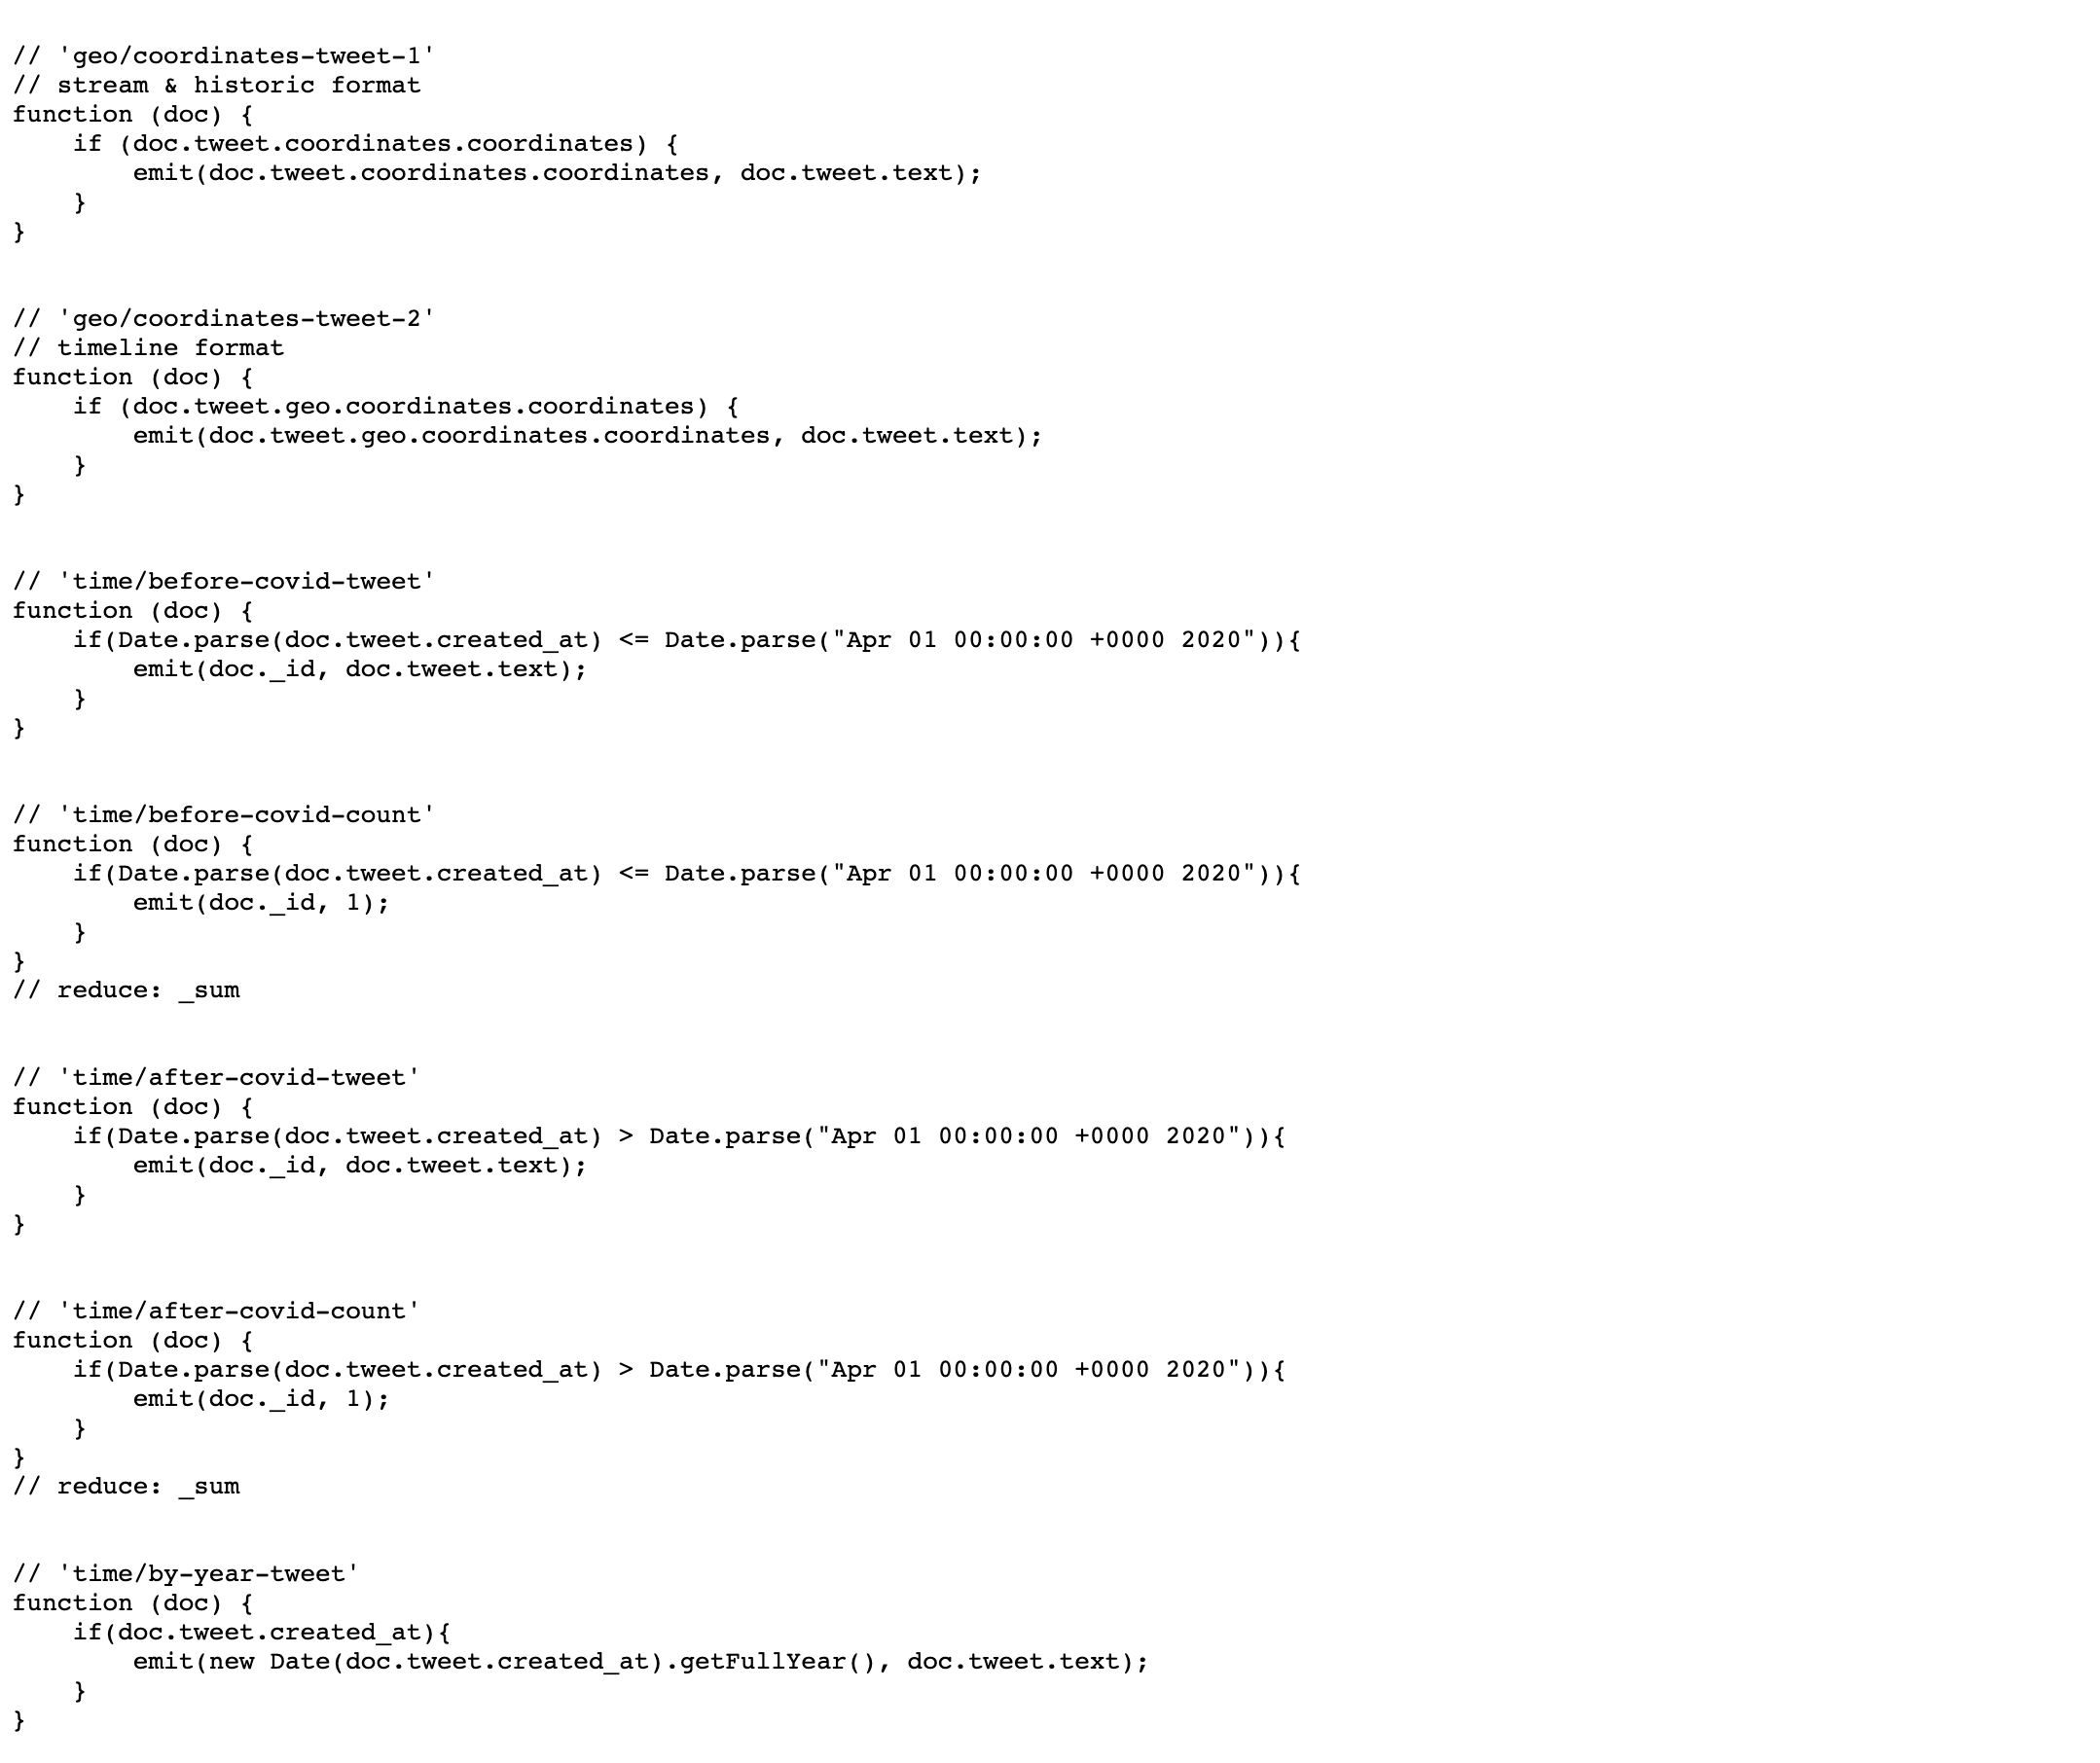 // 'geo/coordinates-tweet-1'
// stream & historic format
function (doc) {
    if (doc.tweet.coordinates.coordinates) {
        emit(doc.tweet.coordinates.coordinates, doc.tweet.text);
    }
}
// 'geo/coordinates-tweet-2'
// timeline format
function (doc) {
    if (doc.tweet.geo.coordinates.coordinates) {
        emit(doc.tweet.geo.coordinates.coordinates, doc.tweet.text);
    }
}
// 'time/before-covid-tweet'
function (doc) {
    if(Date.parse(doc.tweet.created_at) <= Date.parse("Apr 01 00:00:00 +0000 2020")){
        emit(doc._id, doc.tweet.text);
    }
}
// 'time/before-covid-count'
function (doc) {
    if(Date.parse(doc.tweet.created_at) <= Date.parse("Apr 01 00:00:00 +0000 2020")){
        emit(doc._id, 1);
    }
}
// reduce: _sum
// 'time/after-covid-tweet'
function (doc) {
    if(Date.parse(doc.tweet.created_at) > Date.parse("Apr 01 00:00:00 +0000 2020")){
        emit(doc._id, doc.tweet.text);
    }
}
// 'time/after-covid-count'
function (doc) {
    if(Date.parse(doc.tweet.created_at) > Date.parse("Apr 01 00:00:00 +0000 2020")){
        emit(doc._id, 1);
    }
}
// reduce: _sum
// 'time/by-year-tweet'
function (doc) {
    if(doc.tweet.created_at){
        emit(new Date(doc.tweet.created_at).getFullYear(), doc.tweet.text);
    }
}